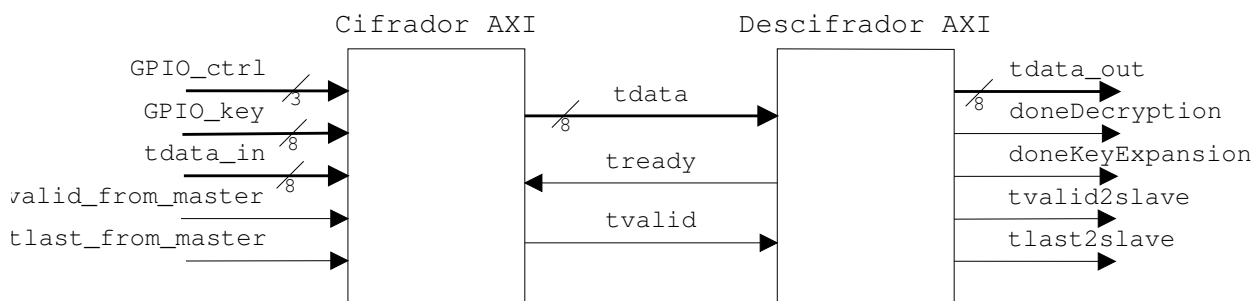 Cifrador AXI
Descifrador AXI
GPIO_ctrl
3
GPIO_key
8
tdata_in
8
valid_from_master
tlast_from_master
tdata
8
tready
tvalid
tdata_out
8
doneDecryption
doneKeyExpansion
tvalid2slave
tlast2slave